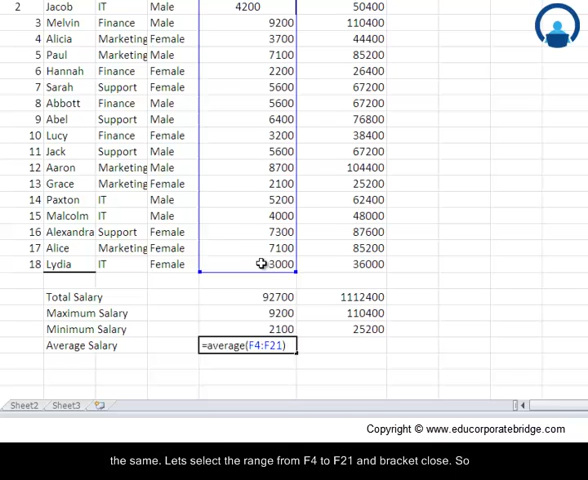 2 Jacob IT Male 4200 50400
3 Melvin Finance Male 9200 110400
4 Alicia Marketing Female 3700 44400
5 Paul Marketing Male 7100 85200
6 Hannah Finance Female 2200 26400
7 Sarah Support Female 5600 67200
8 Abbott Finance Male 5600 67200
9 Abel Support Male 6400 76800
10 Lucy Finance Female 3200 38400
11 Jack Support Male 5600 67200
12 Aaron Marketing Male 8700 104400
13 Grace Marketing Female 2100 25200
14 Paxton IT Male 5200 62400
15 Malcolm IT Male 4000 48000
16 Alexandra Support Female 7300 87600
17 Alice Marketing Female 7100 85200
18 Lydia IT Female 3000 36000
Total Salary 92700 1112400
Maximum Salary 9200 110400
Minimum Salary 2100 25200
Average Salary =average(F4:F21)
Sheet2 Sheet3
Copyright © www.educorporatebridge.com
the same. Lets select the range from F4 to F21 and bracket close. So